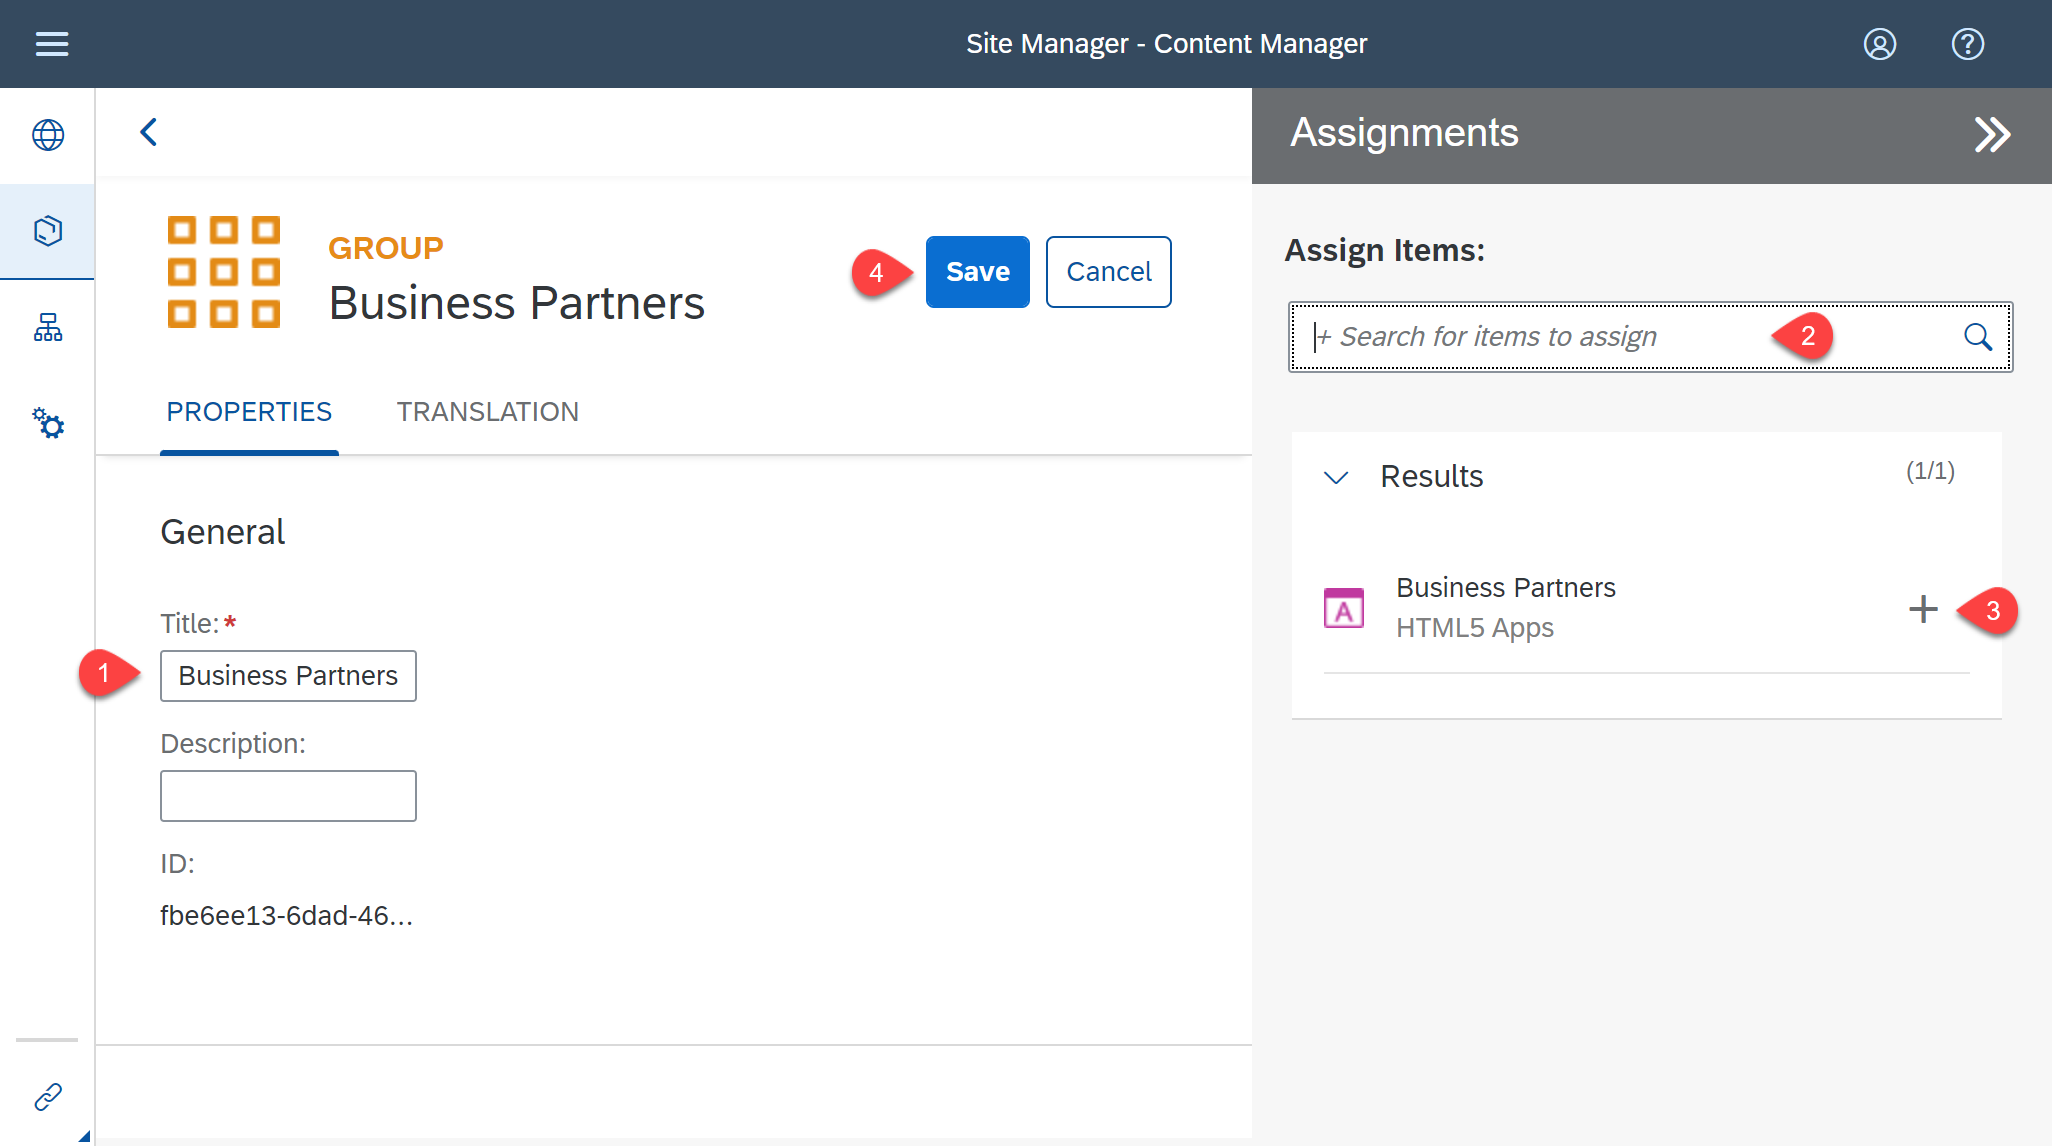 Site Manager - Content Manager
Assignments
GROUP
Business Partners
4
Save
Cancel
Assign Items:
+ Search for items to assign
2
PROPERTIES
TRANSLATION
Results
(1/1)
General
Business Partners
HTML5 Apps
A
3
Title:*
1
Business Partners
Description:
ID:
fbe6ee13-6dad-46...